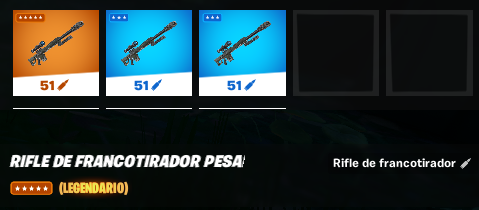 51 51 51
RIFLE DE FRANCOTIRADOR PESA
Rifle de francotirador
(LEGENDARIO)